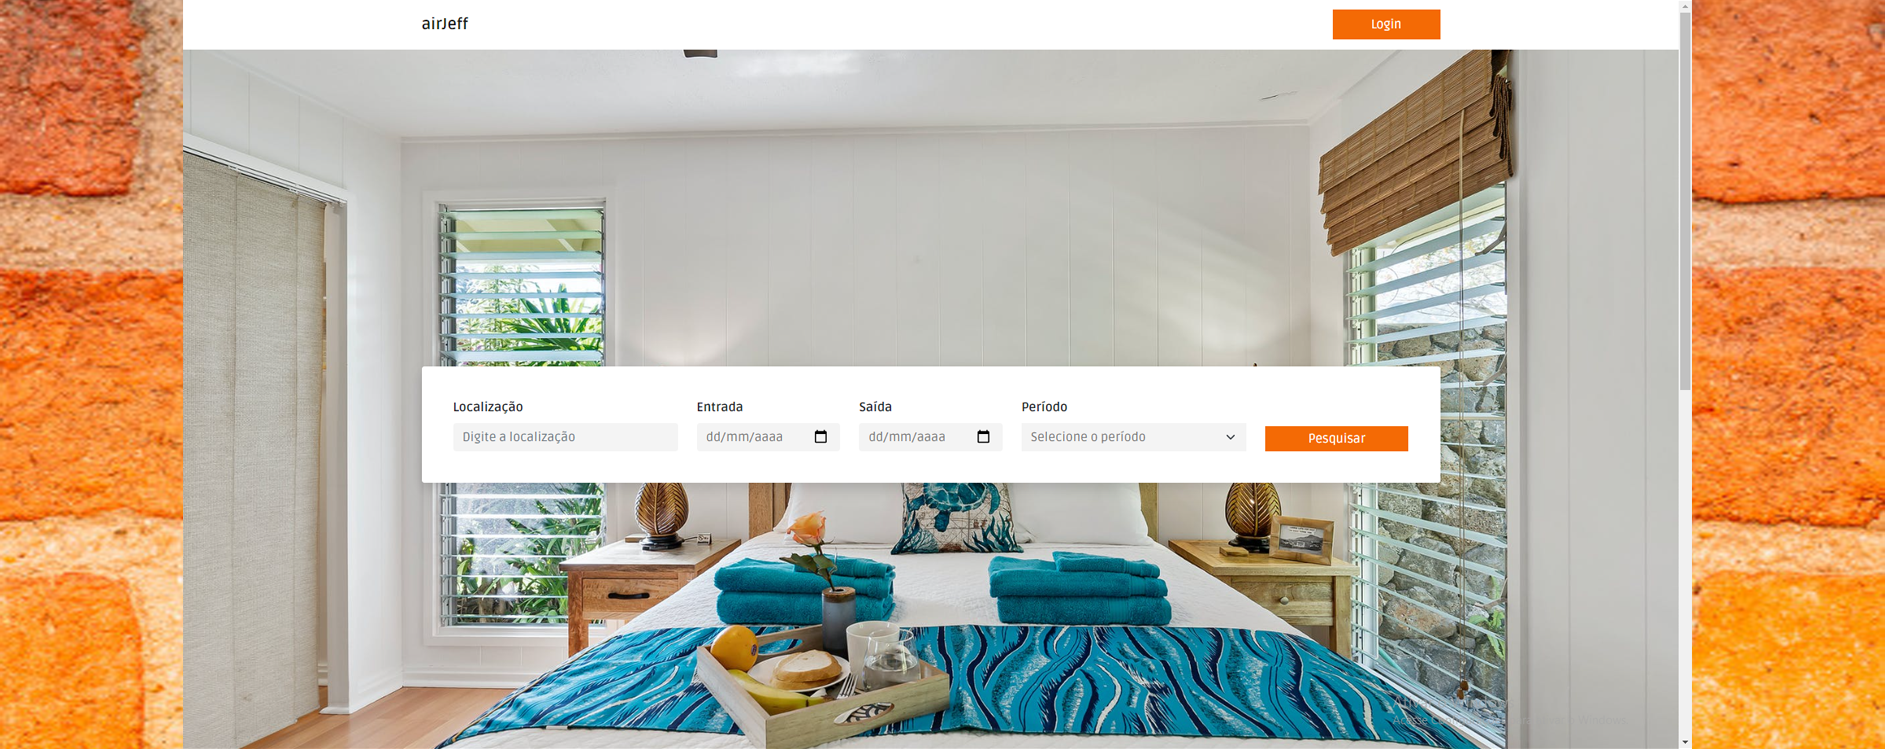 airJeff
Login
Localização
Entrada
Saída
Período
Digite a localização
dd/mm/aaaa
dd/mm/aaaa
Selecione o período
Pesquisar